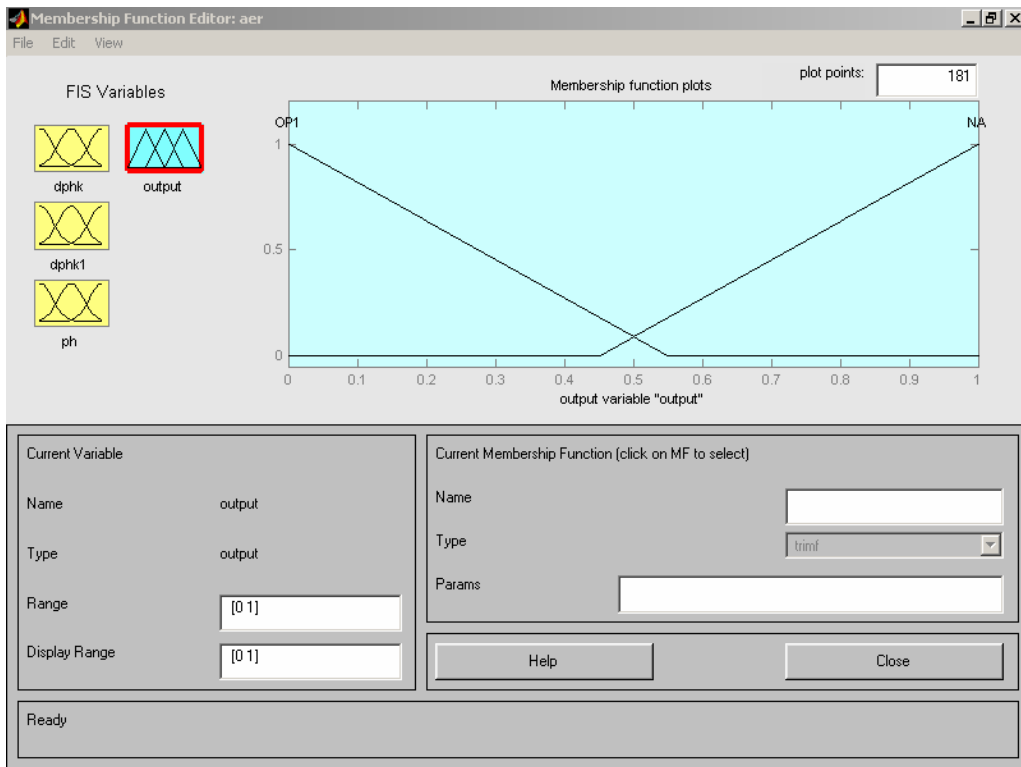 Membership Function Editor: aer
File Edit View
FIS Variables
dphk
output
dphk1
ph
plot points:
181
Membership function plots
OP1
NA
1
0.5
0
0 0.1 0.2 0.3 0.4 0.5 0.6 0.7 0.8 0.9 1
output variable "output"
Current Variable
Name output
Type output
Range [0 1]
Display Range [0 1]
Current Membership Function (click on MF to select)
Name
Type trimf
Params
Help
Close
Ready